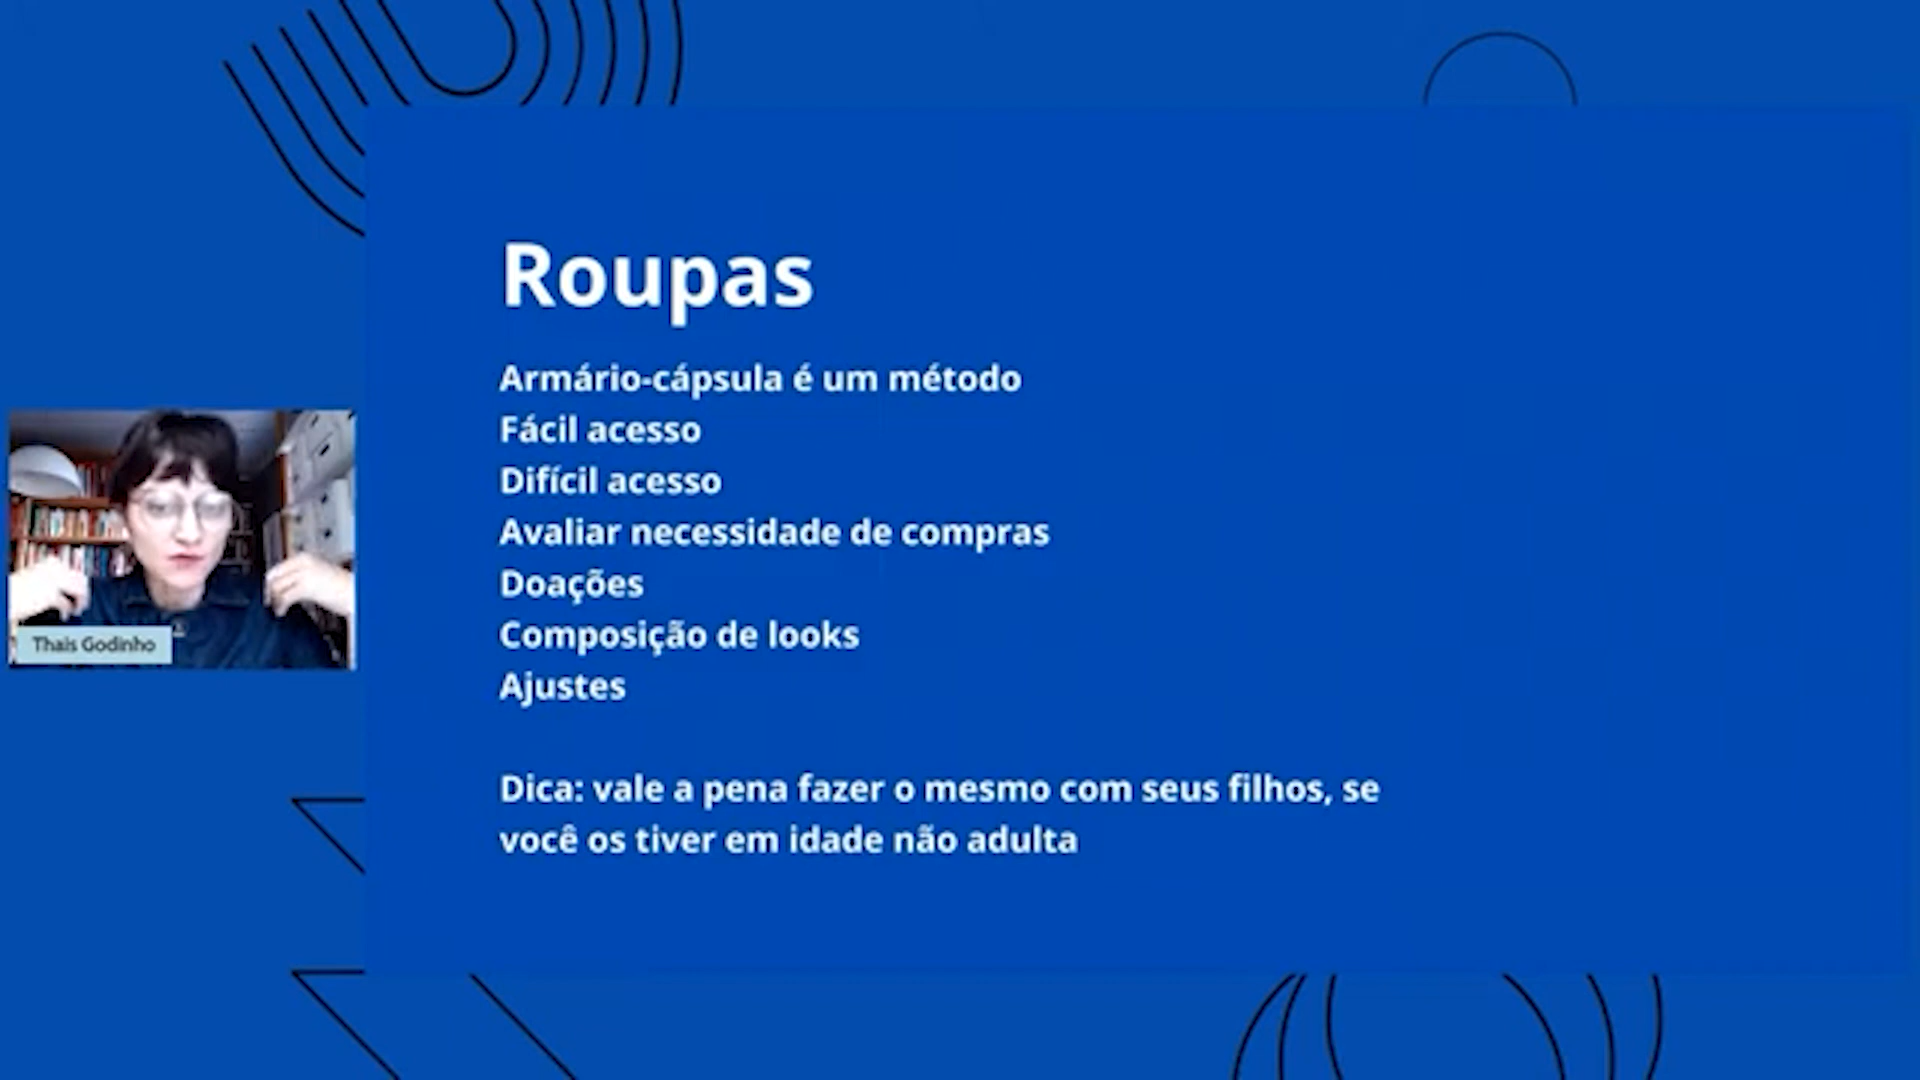 Roupas
Armário-cápsula é um método
Fácil acesso
Difícil acesso
Avaliar necessidade de compras
Doações
Composição de looks
Ajustes
Dica: vale a pena fazer o mesmo com seus filhos, se
você os tiver em idade não adulta
Thais Godinho